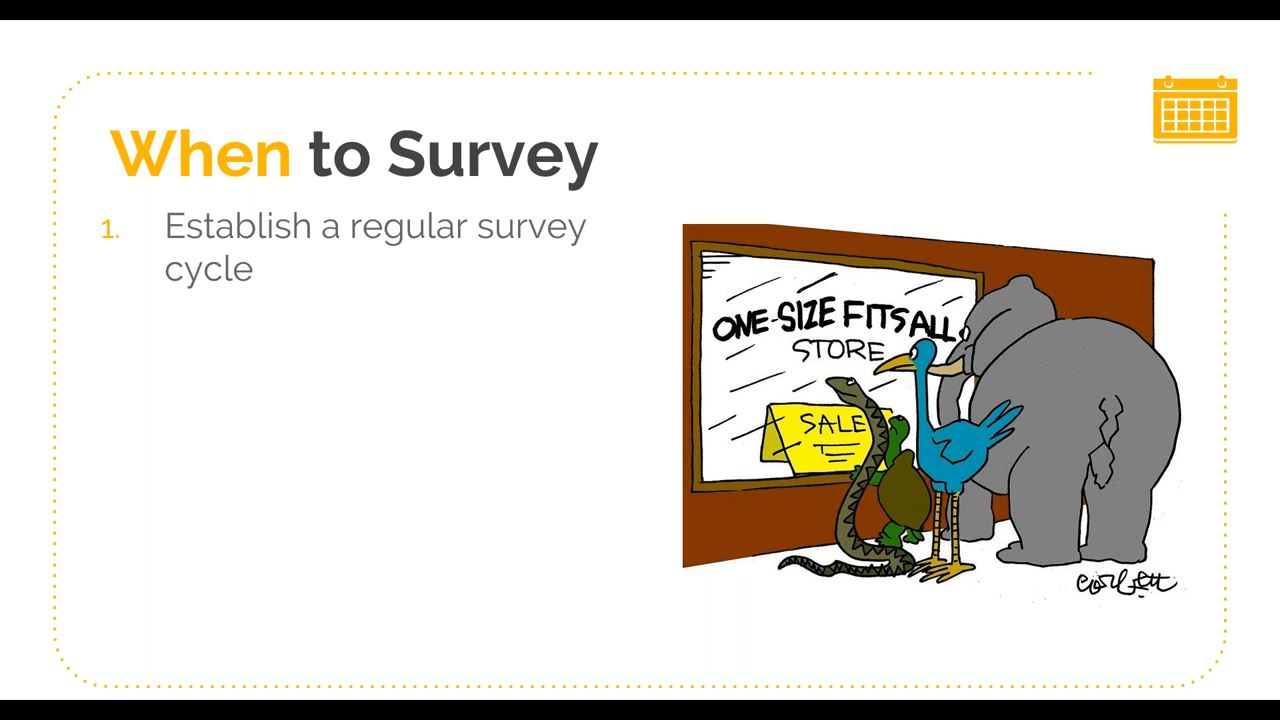 When to Survey
1. Establish a regular survey
cycle
ONE-SIZE FITS ALL
STORE
SALE